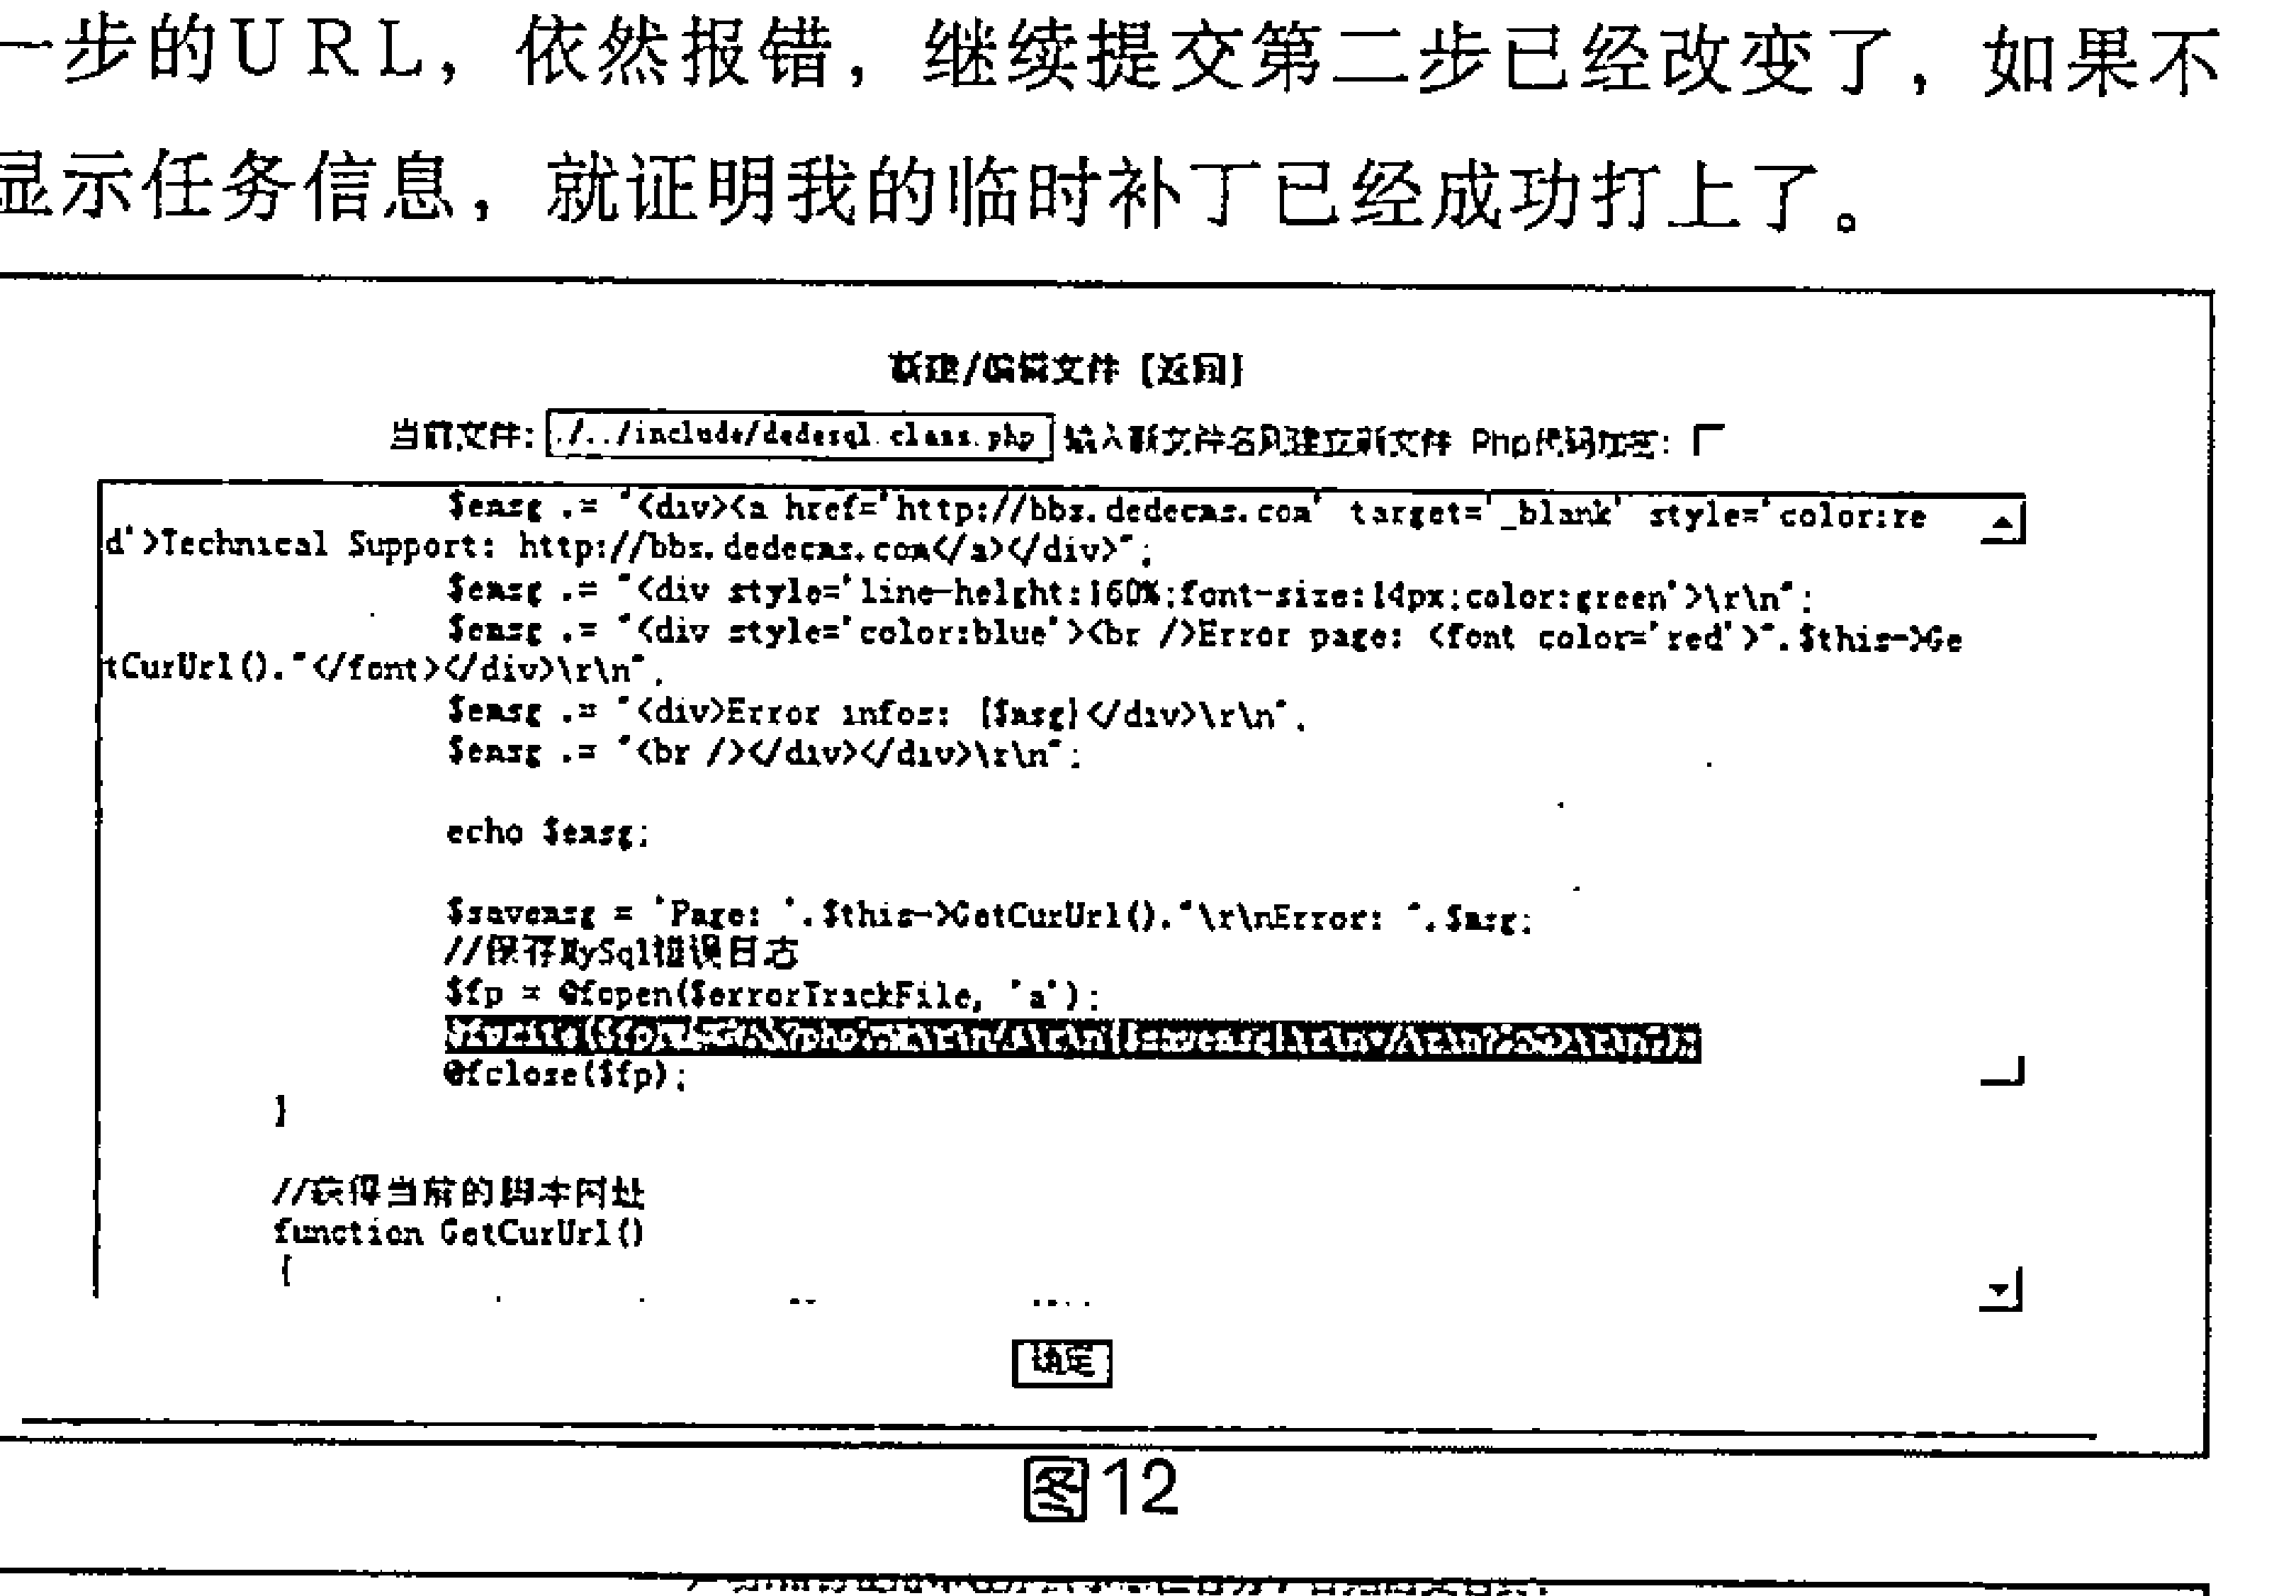 一步的URL，依然报错，继续提交第二步已经改变了，如果不
显示任务信息，就证明我的临时补丁已经成功打上了。
新建/编辑文件 [返回]
当前文件: ./../include/dedesql.class.php 输入新文件名则建立新文件 Php代码加密:
$emsg .= "<div><a href='http://bbs.dedecms.com' target='_blank' style='color:re
d'>Technical Support: http://bbs.dedecms.com</a></div>";
$emsg .= "<div style='line-height:160%;font-size:14px;color:green'>\r\n";
$emsg .= "<div style='color:blue'><br />Error page: <font color='red'>".$this->Ge
tCurUrl()."</font></div>\r\n";
$emsg .= "<div>Error infos: {$msg}</div>\r\n";
$emsg .= "<br /></div></div>\r\n";
echo $emsg;
$savemsg = 'Page: '.$this->GetCurUrl()."\r\nError: ".$msg;
//保存MySql错误日志
$fp = @fopen($errorTrackFile, 'a');
@fclose($fp);
}
//获得当前的脚本网址
function GetCurUrl()
{
确定
图12